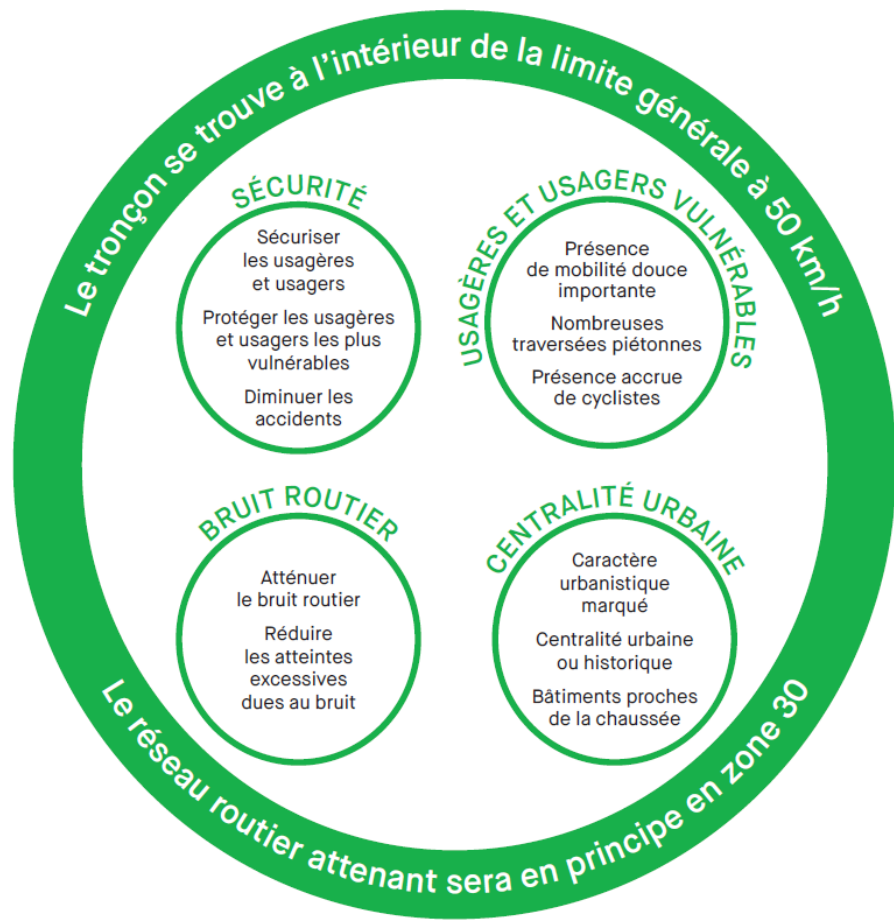 Le tronçon se trouve à l'intérieur de la limite générale à 50 km/h
SÉCURITÉ
Sécuriser
les usagères
et usagers
Protéger les usagères
et usagers les plus
vulnérables
Diminuer les
accidents
USAGÈRES ET USAGERS VULNÉRABLES
Présence
de mobilité douce
importante
Nombreuses
traversées piétonnes
Présence accrue
de cyclistes
BRUIT ROUTIER
Atténuer
le bruit routier
Réduire
les atteintes
excessives
dues au bruit
CENTRALITÉ URBAINE
Caractère
urbanistique
marqué
Centralité urbaine
ou historique
Bâtiments proches
de la chaussée
Le réseau routier attenant sera en principe en zone 30